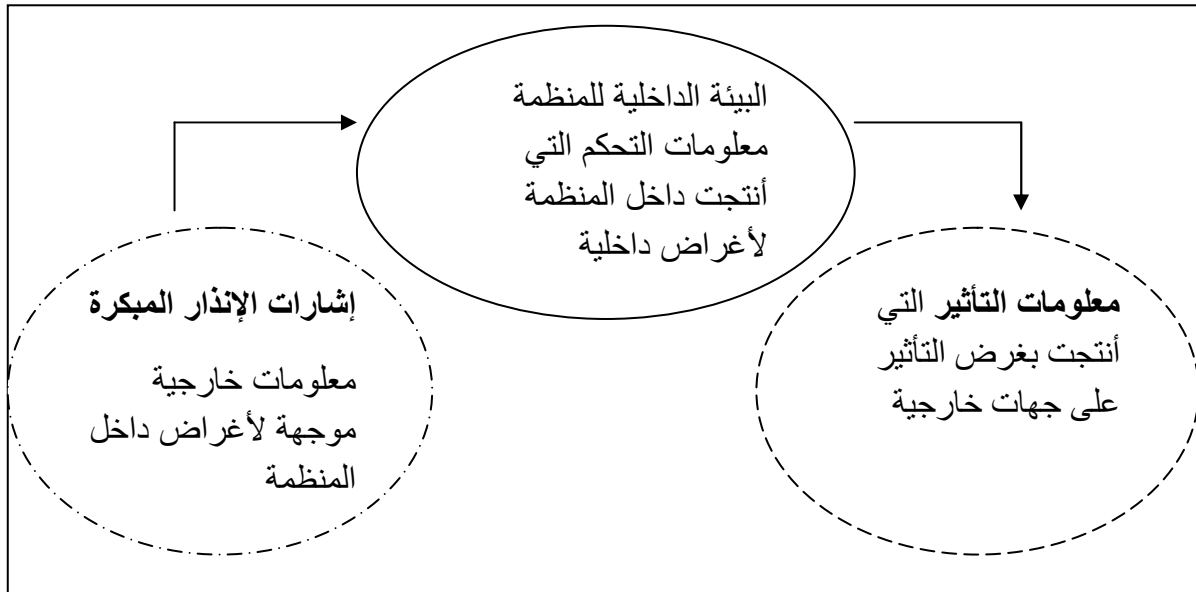 البيئة الداخلية للمنظمة
معلومات التحكم التي
أنتجت داخل المنظمة
لأغراض داخلية
معلومات التأثير التي
أنتجت بغرض التأثير
على جهات خارجية
إشارات الإنذار المبكرة
معلومات خارجية
موجهة لأغراض داخل
المنظمة